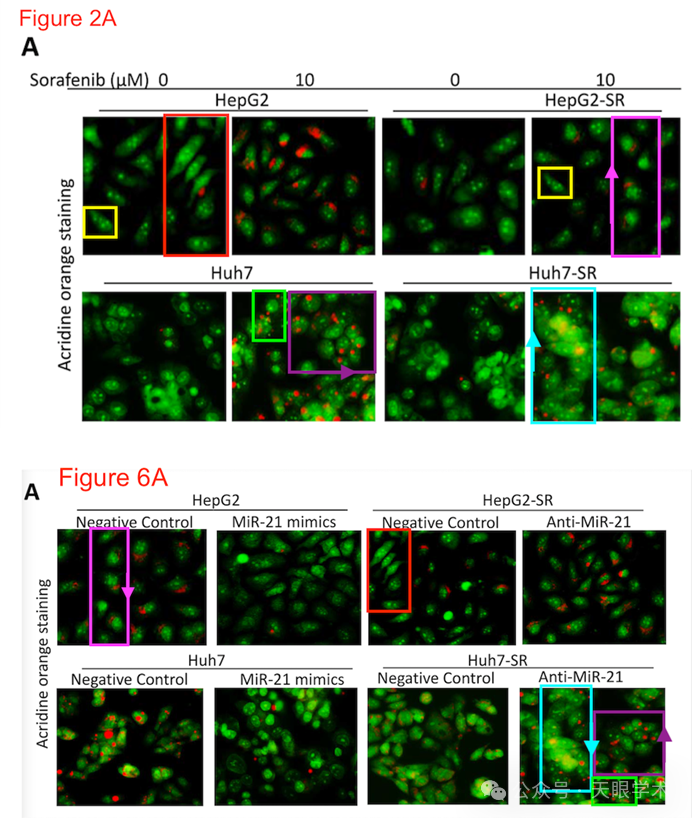 Figure 2A
A
Sorafenib (μM) 0 10 0 10
HepG2 HepG2-SR
Acridine orange staining
Huh7 Huh7-SR
Figure 6A
A
HepG2 HepG2-SR
Negative Control MiR-21 mimics Negative Control Anti-MiR-21
Acridine orange staining
Huh7 Huh7-SR
Negative Control MiR-21 mimics Negative Control Anti-MiR-21
公众号 · 天眼学术